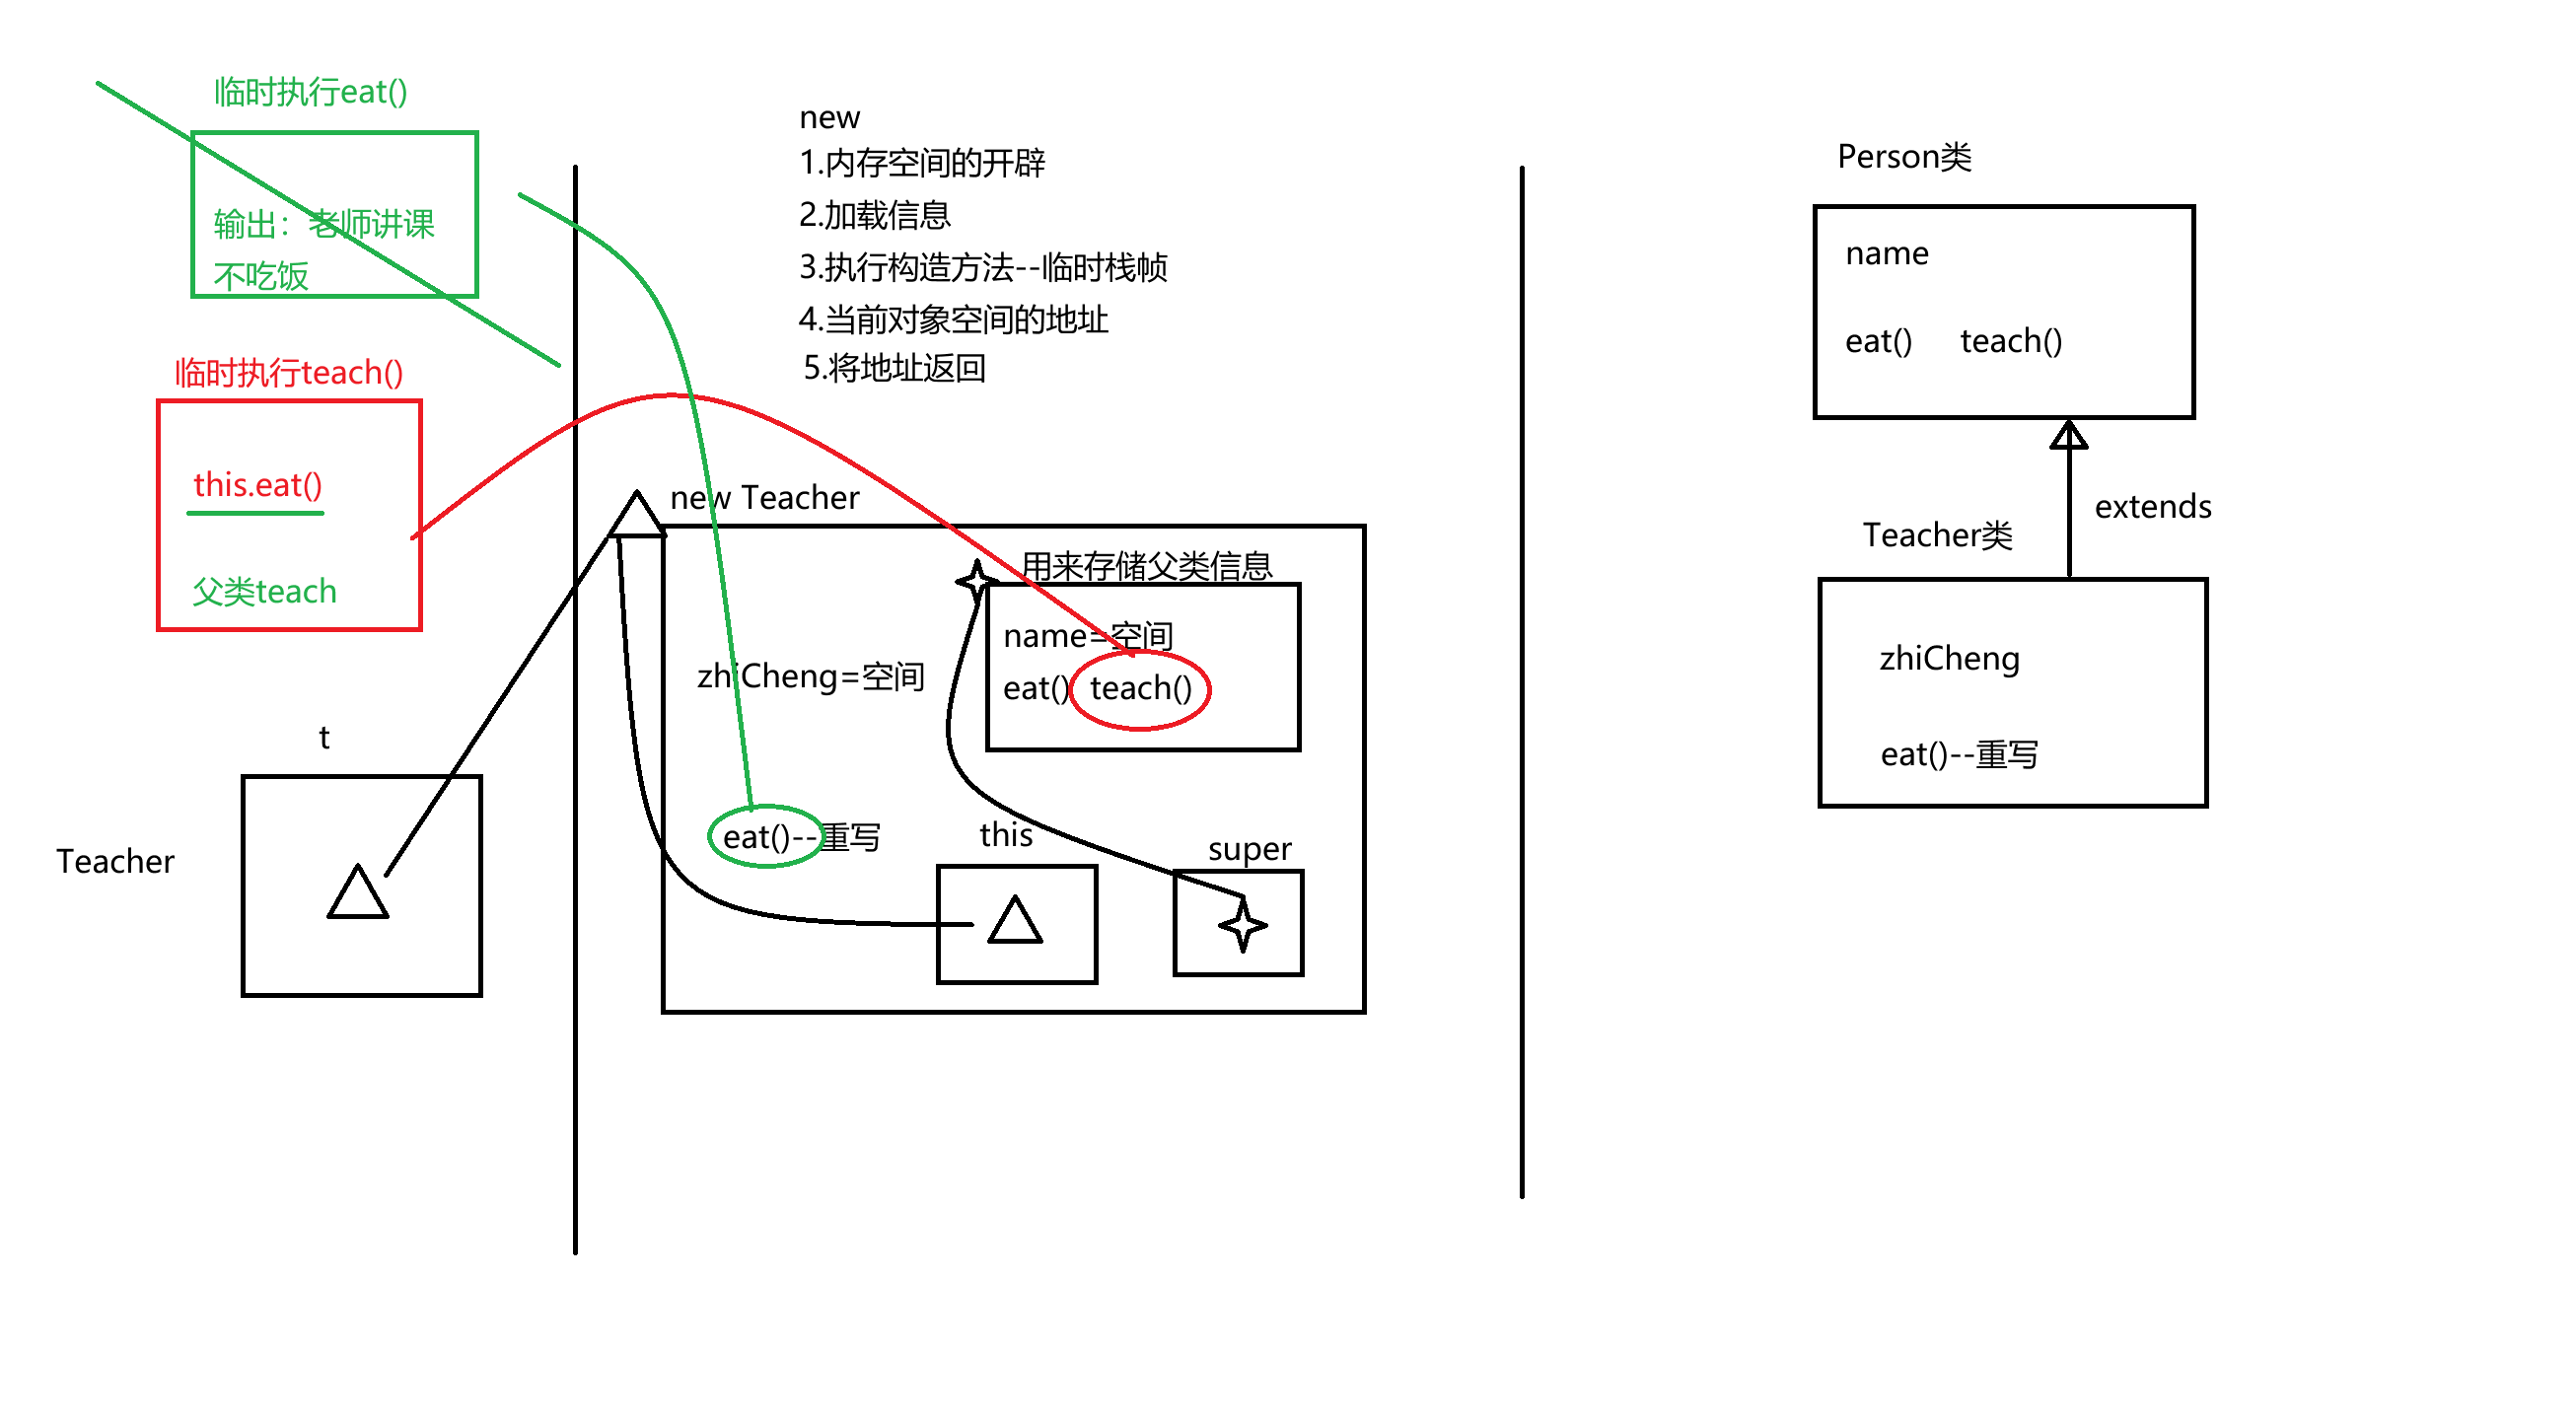 临时执行eat()
输出：老师讲课
不吃饭
临时执行teach()
this.eat()
父类teach
t
Teacher
new
1.内存空间的开辟
2.加载信息
3.执行构造方法--临时栈帧
4.当前对象空间的地址
5.将地址返回
new Teacher
用来存储父类信息
name=空间
eat() teach()
zhiCheng=空间
eat()--重写
this
super
Person类
name
eat() teach()
extends
Teacher类
zhiCheng
eat()--重写